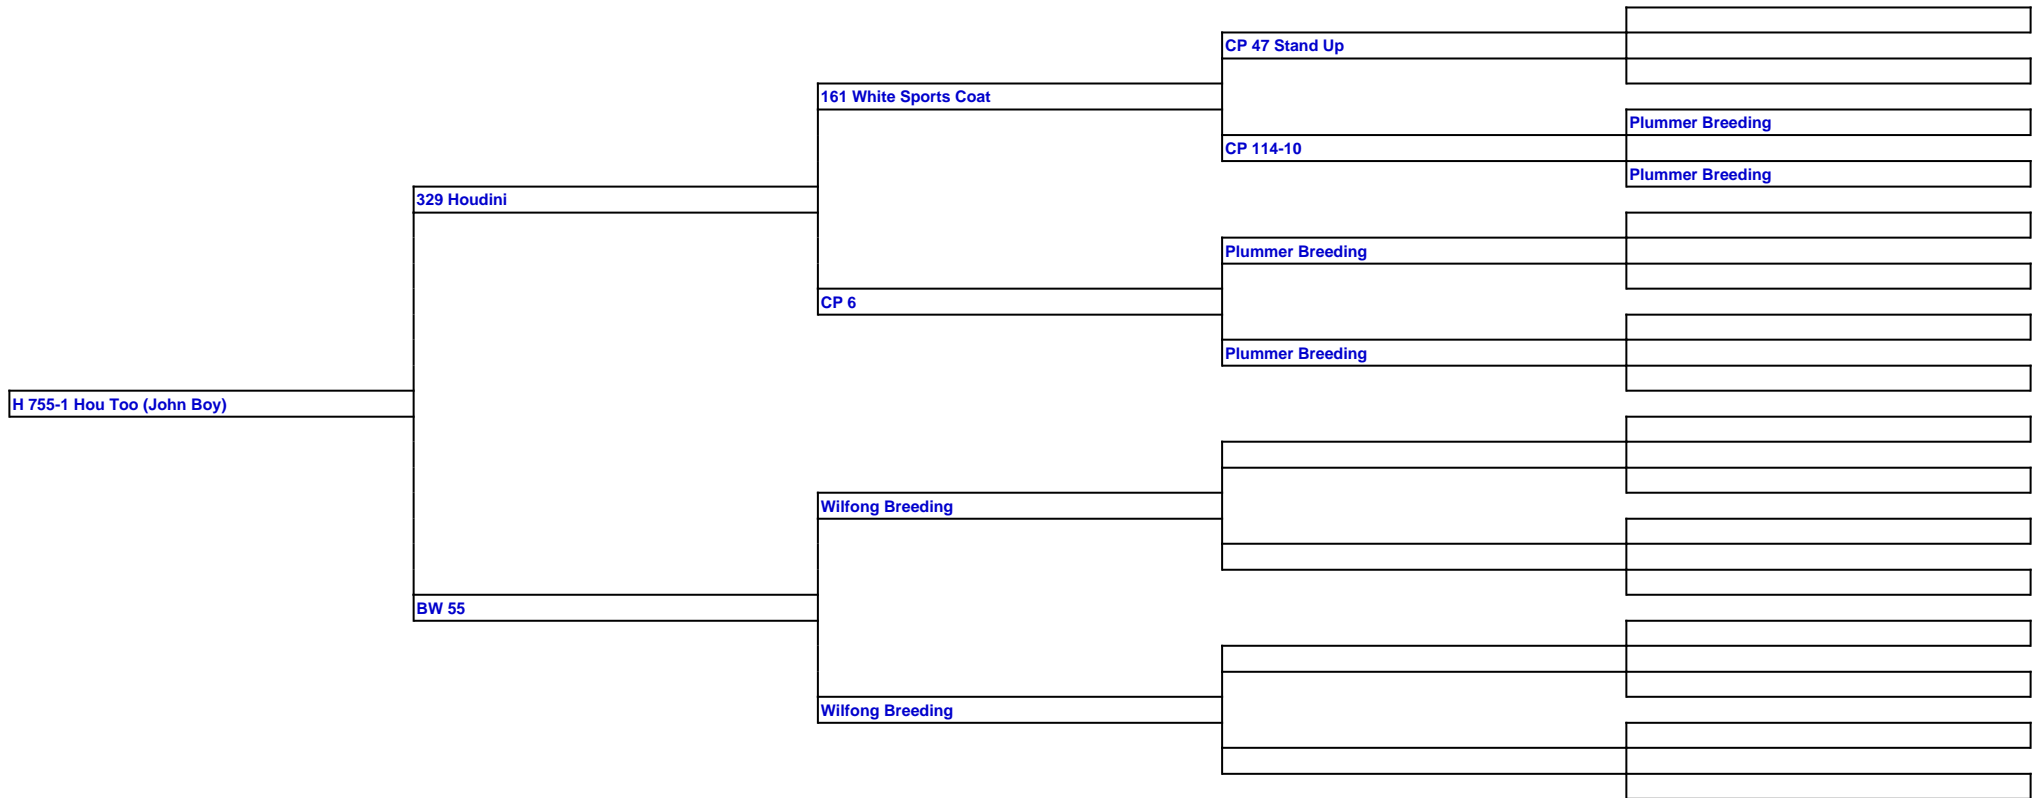 CP 47 Stand Up
161 White Sports Coat
Plummer Breeding
CP 114-10
Plummer Breeding
329 Houdini
Plummer Breeding
CP 6
Plummer Breeding
H 755-1 Hou Too (John Boy)
Wilfong Breeding
BW 55
Wilfong Breeding